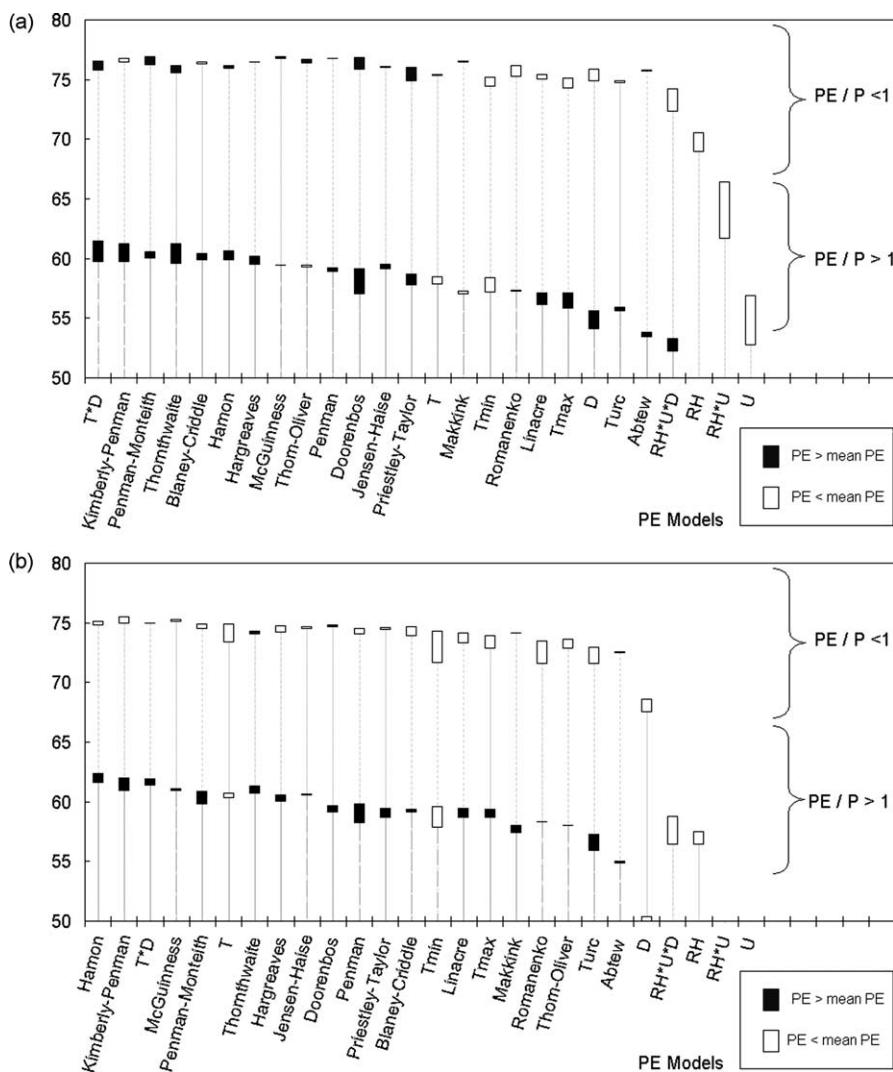 (a)
80
75
70
65
60
55
50
PE / P <1
PE / P > 1
T*D
Kimberly-Penman
Penman-Monteith
Thornthwaite
Blaney-Criddle
Hamon
Hargreaves
McGuinness
Thom-Oliver
Penman
Doorenbos
Jensen-Haise
Priestley-Taylor
T
Makkink
Tmin
Romanenko
Linacre
Tmax
D
Turc
Abtew
RH*U*D
RH
RH*U
U
PE > mean PE
PE < mean PE
PE Models
(b)
80
75
70
65
60
55
50
PE / P <1
PE / P > 1
Hamon
Kimberly-Penman
T*D
McGuinness
Penman-Monteith
T
Thornthwaite
Hargreaves
Jensen-Haise
Doorenbos
Penman
Priestley-Taylor
Blaney-Criddle
Tmin
Linacre
Tmax
Makkink
Romanenko
Thom-Oliver
Turc
Abtew
D
RH*U*D
RH
RH*U
U
PE > mean PE
PE < mean PE
PE Models